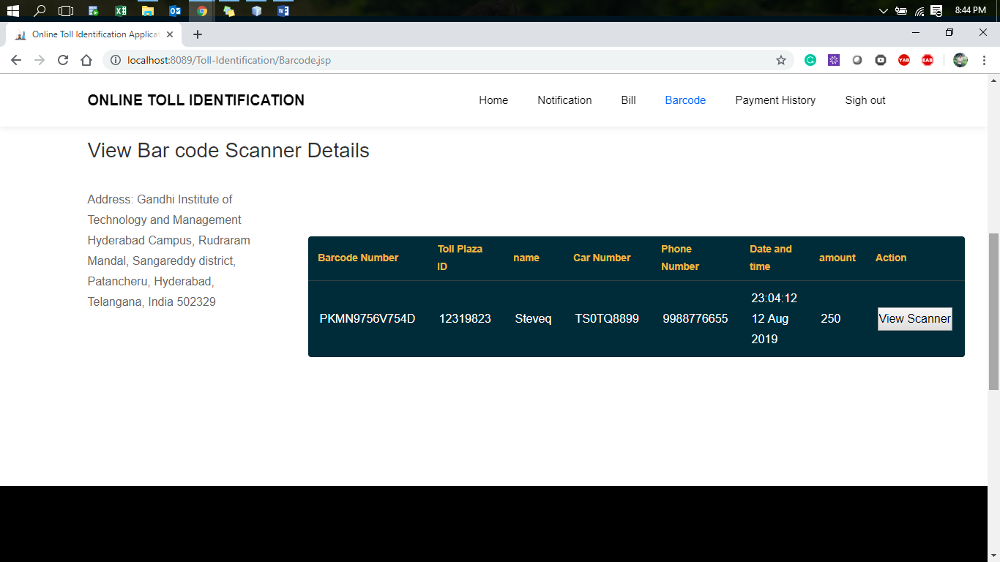 8:44 PM
Online Toll Identification Applicat
localhost:8089/Toll-Identification/Barcode.jsp
YAB
EAB
ONLINE TOLL IDENTIFICATION
Home Notification Bill Barcode Payment History Sigh out
View Bar code Scanner Details
Address: Gandhi Institute of
Technology and Management
Hyderabad Campus, Rudraram
Mandal, Sangareddy district,
Patancheru, Hyderabad,
Telangana, India 502329
Barcode Number
Toll Plaza
ID
name
Car Number
Phone
Number
Date and
time
amount
Action
PKMN9756V754D
12319823
Steveq
TS0TQ8899
9988776655
23:04:12
12 Aug
2019
250
View Scanner